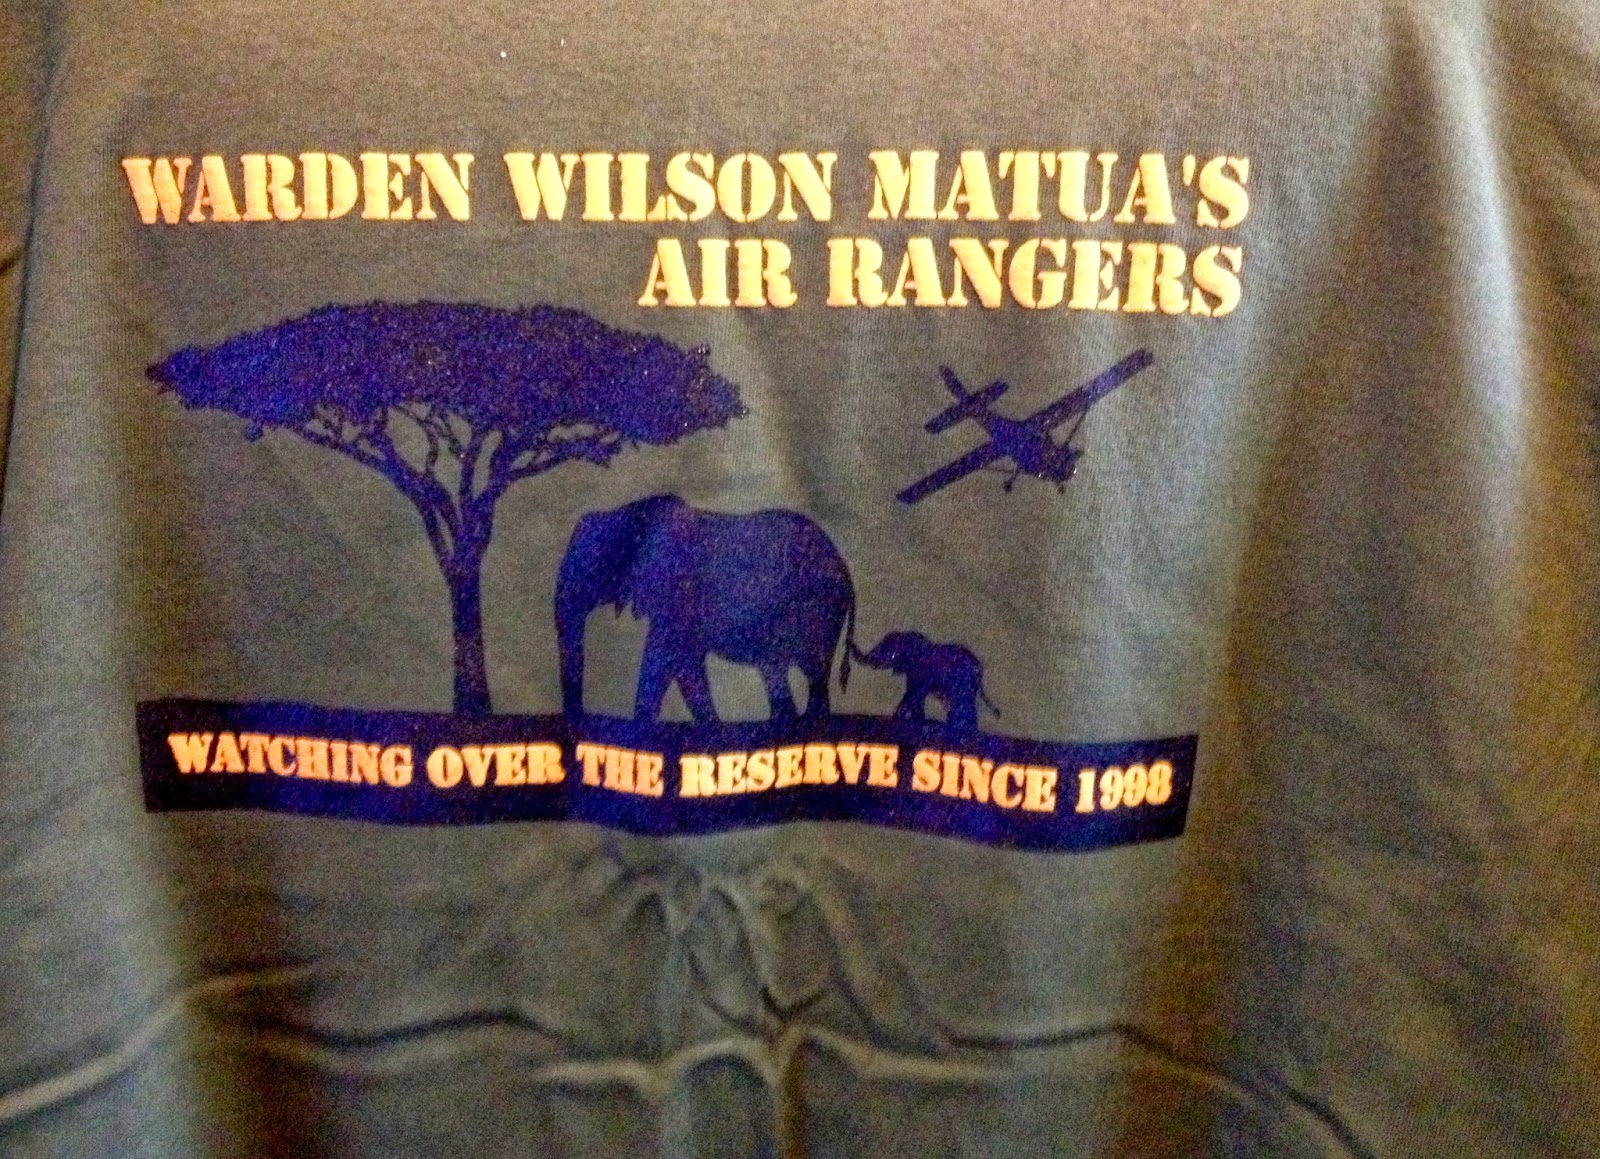 WARDEN WILSON MATUA'S
AIR RANGERS
WATCHING OVER THE RESERVE SINCE 1998